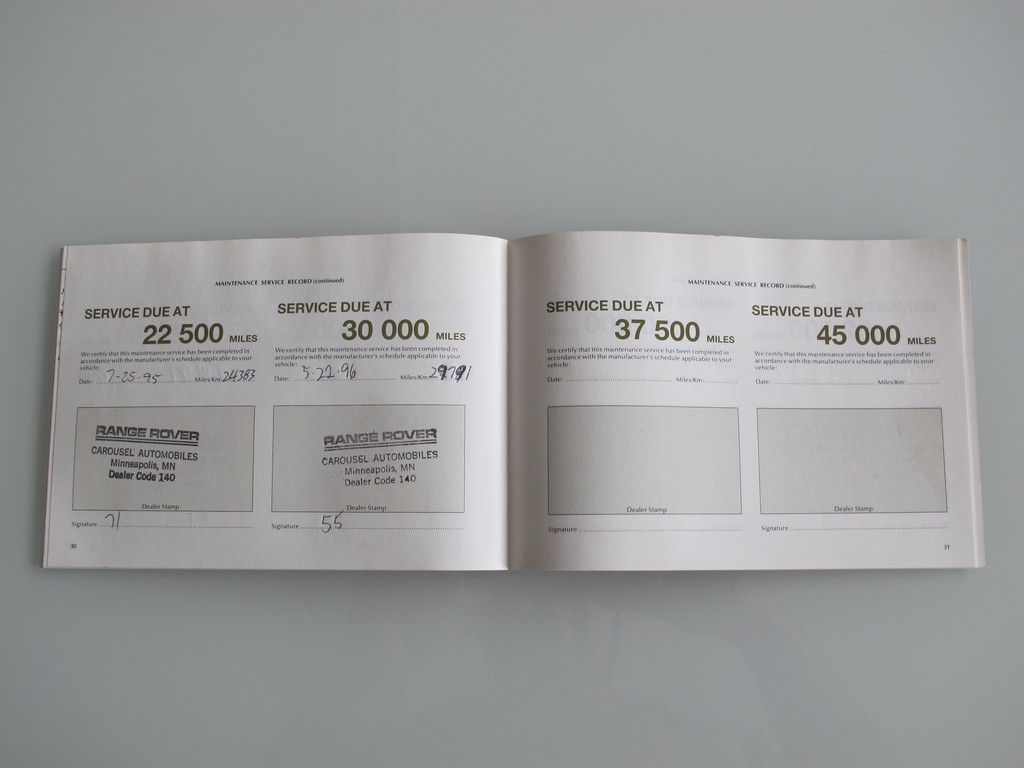 MAINTENANCE SERVICE RECORD (continued)
SERVICE DUE AT
22 500 MILES
We certify that this maintenance service has been completed in
accordance with the manufacturer's schedule applicable to your
vehicle:
Date: 7-25-95 Miles/Km: 24383
RANGE ROVER
CAROUSEL AUTOMOBILES
Minneapolis, MN
Dealer Code 140
Dealer Stamp
Signature 71
30
SERVICE DUE AT
30 000 MILES
We certify that this maintenance service has been completed in
accordance with the manufacturer's schedule applicable to your
vehicle:
Date: 5-22-96 Miles/Km: 29791
RANGE ROVER
CAROUSEL AUTOMOBILES
Minneapolis, MN
Dealer Code 140
Dealer Stamp
Signature 55
MAINTENANCE SERVICE RECORD (continued)
SERVICE DUE AT
37 500 MILES
We certify that this maintenance service has been completed in
accordance with the manufacturer's schedule applicable to your
vehicle:
Date: Miles/Km:
Dealer Stamp
Signature
SERVICE DUE AT
45 000 MILES
We certify that this maintenance service has been completed in
accordance with the manufacturer's schedule applicable to your
vehicle:
Date: Miles/Km:
Dealer Stamp
Signature
31